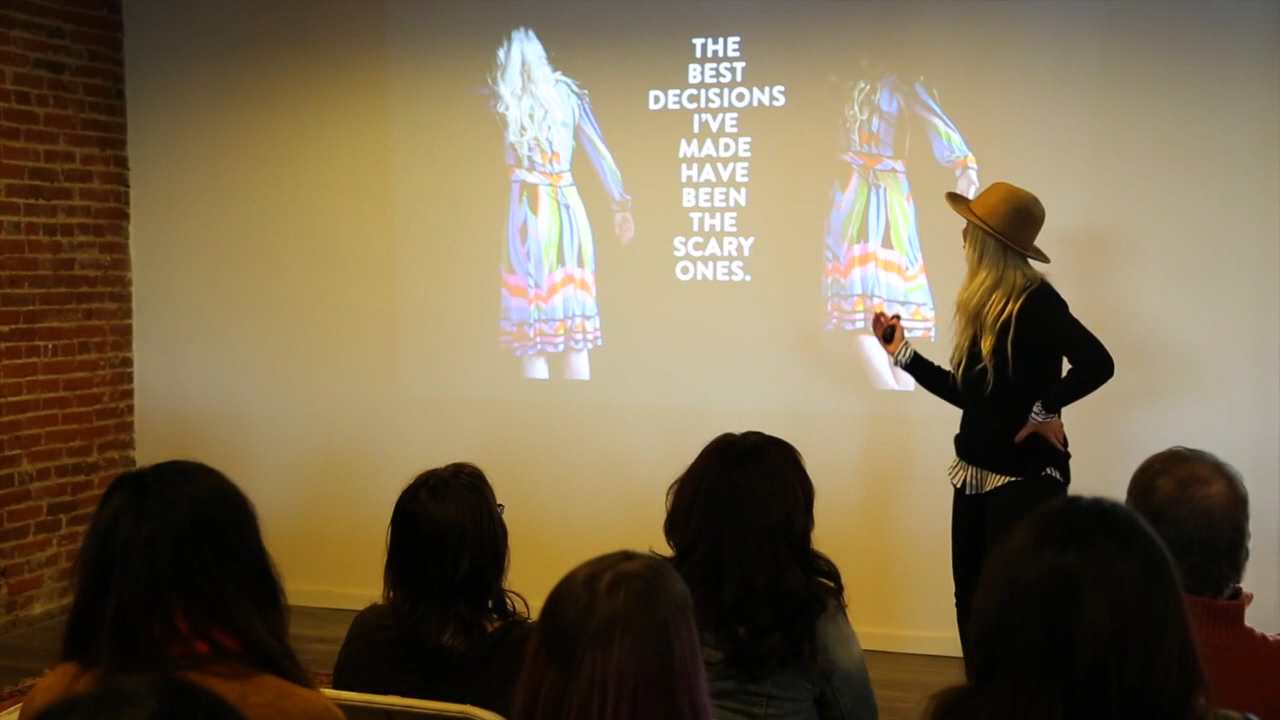 THE
BEST
DECISIONS
I'VE
MADE
HAVE
BEEN
THE
SCARY
ONES.